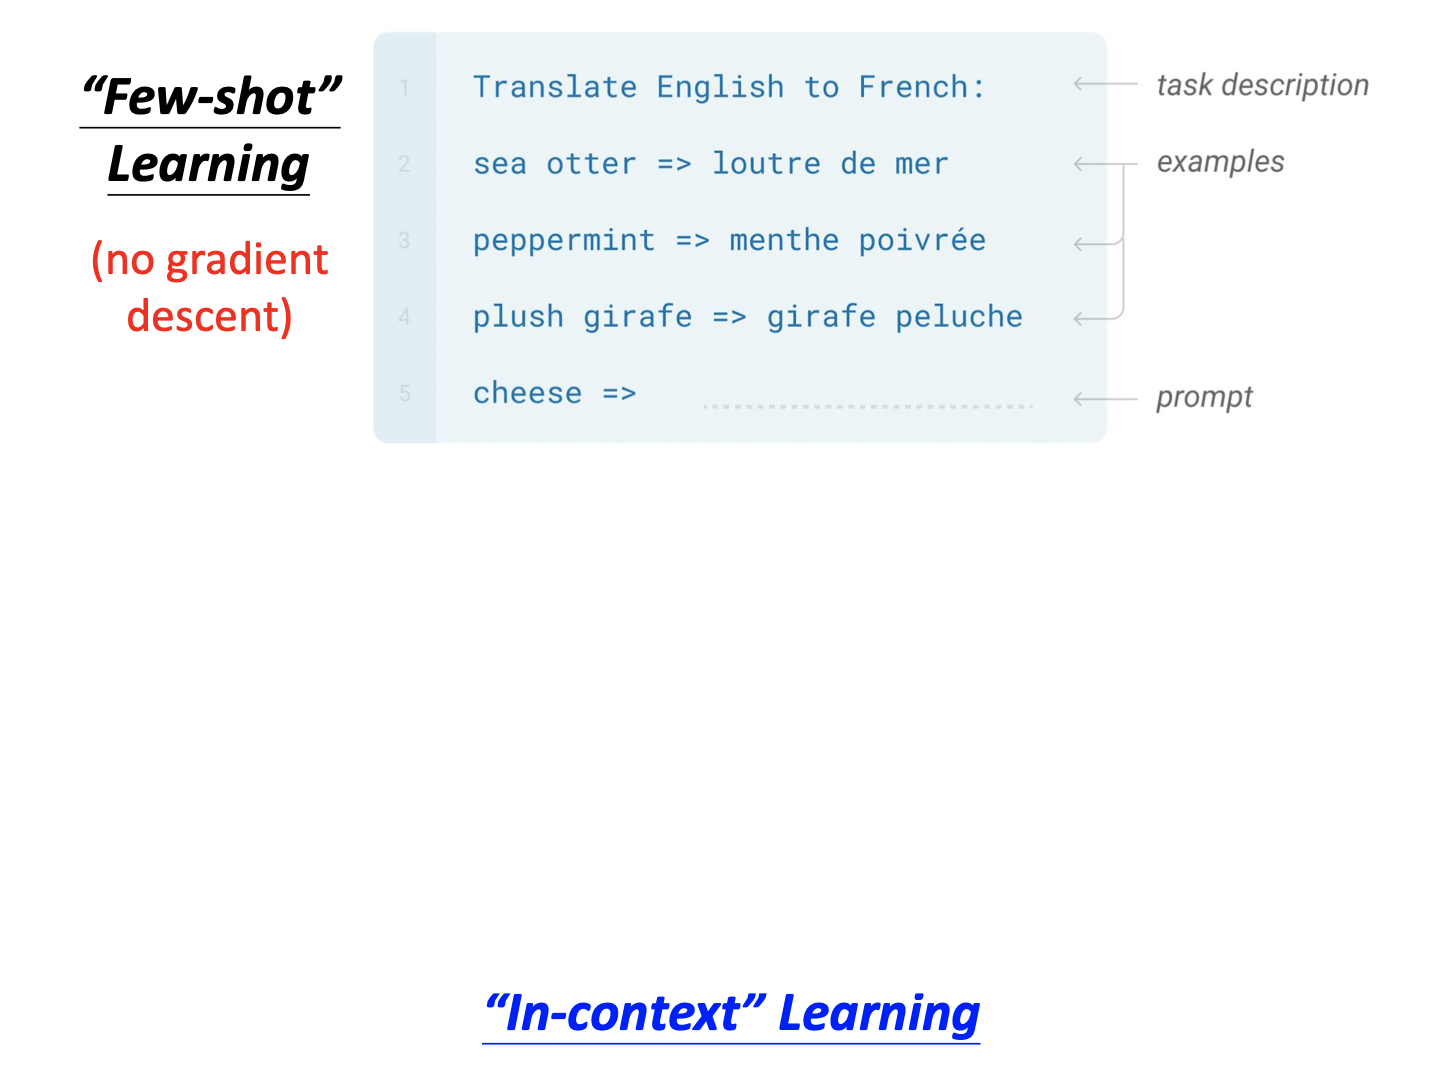 “Few-shot”
Learning
(no gradient
descent)
1 Translate English to French:
task description
2 sea otter => loutre de mer
examples
3 peppermint => menthe poivrée
4 plush girafe => girafe peluche
5 cheese =>
prompt
“In-context” Learning